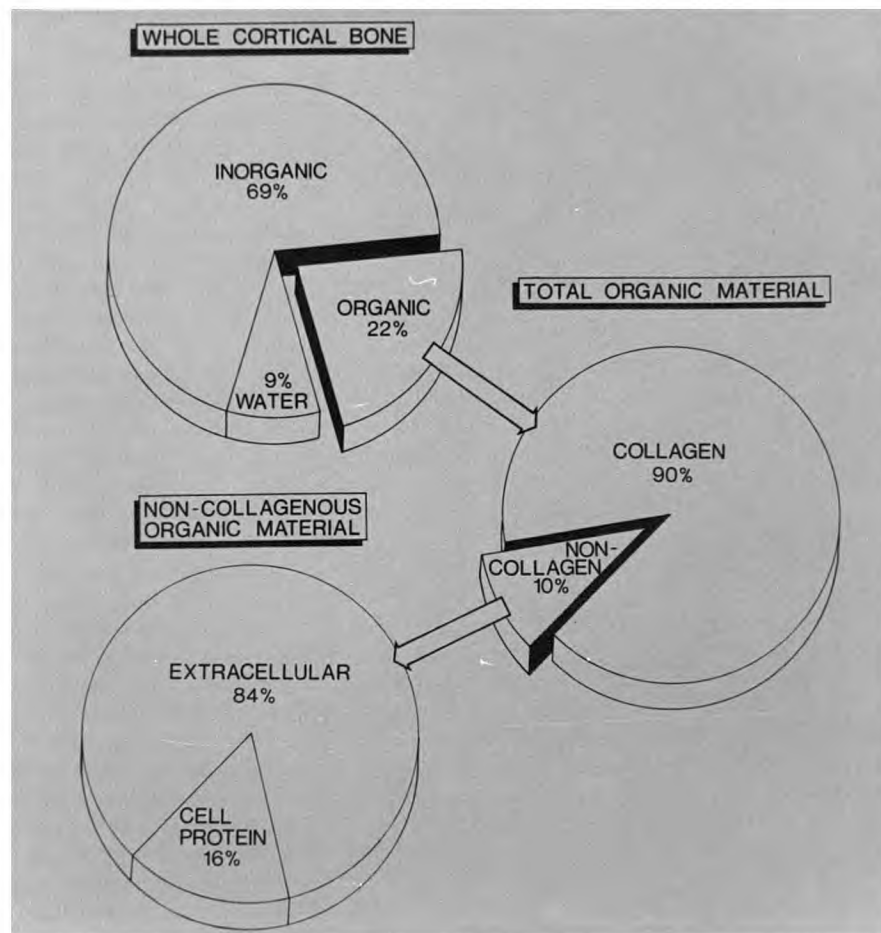 WHOLE CORTICAL BONE
INORGANIC
69%
ORGANIC
22%
9%
WATER
TOTAL ORGANIC MATERIAL
COLLAGEN
90%
NON-
COLLAGEN
10%
NON-COLLAGENOUS
ORGANIC MATERIAL
EXTRACELLULAR
84%
CELL
PROTEIN
16%